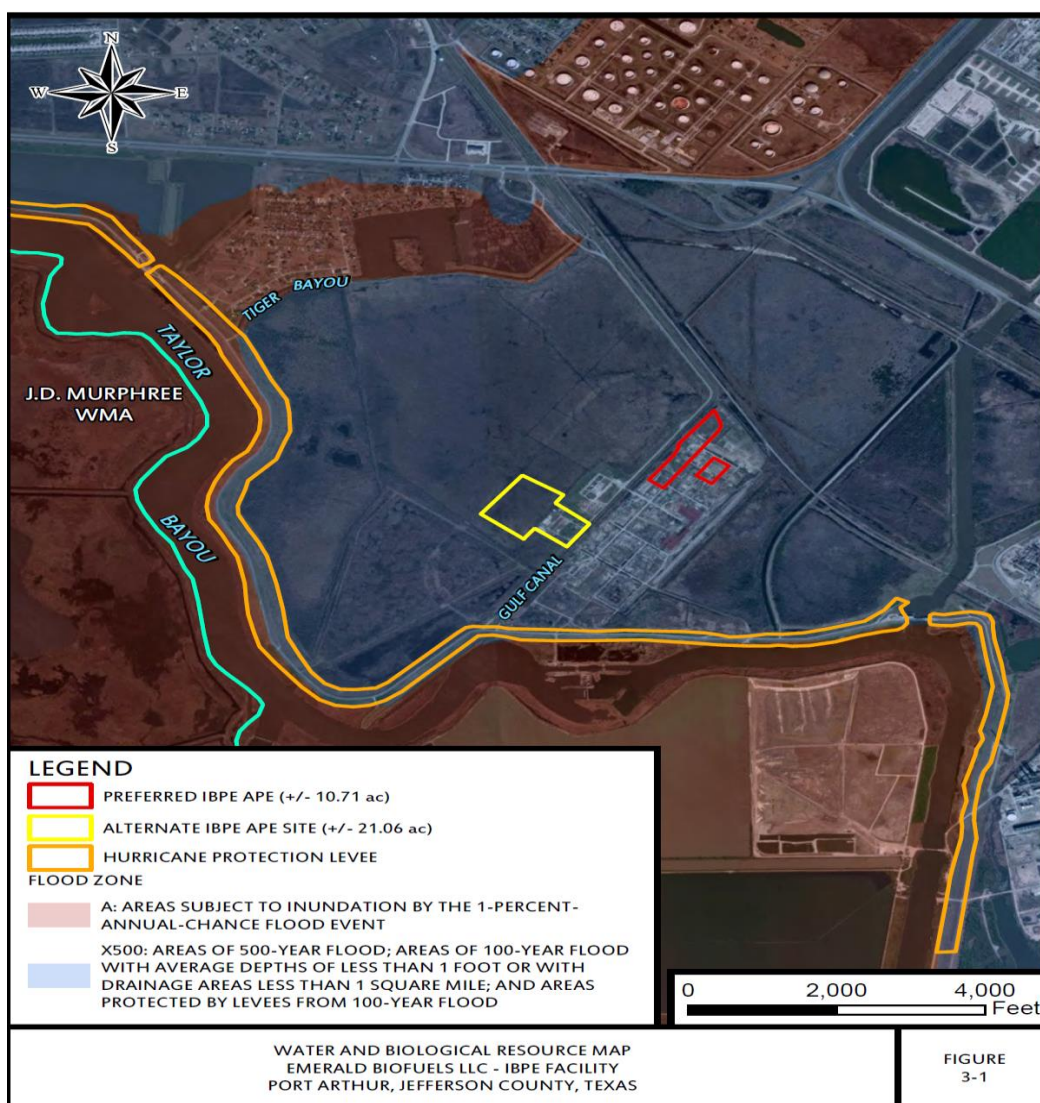 N
W
E
S
TIGER BAYOU
TAYLOR
BAYOU
J.D. MURPHREE
WMA
GULF CANAL
LEGEND
PREFERRED IBPE APE (+/- 10.71 ac)
ALTERNATE IBPE APE SITE (+/- 21.06 ac)
HURRICANE PROTECTION LEVEE
FLOOD ZONE
A: AREAS SUBJECT TO INUNDATION BY THE 1-PERCENT-
ANNUAL-CHANCE FLOOD EVENT
X500: AREAS OF 500-YEAR FLOOD; AREAS OF 100-YEAR FLOOD
WITH AVERAGE DEPTHS OF LESS THAN 1 FOOT OR WITH
DRAINAGE AREAS LESS THAN 1 SQUARE MILE; AND AREAS
PROTECTED BY LEVEES FROM 100-YEAR FLOOD
0 2,000 4,000
Feet
WATER AND BIOLOGICAL RESOURCE MAP
EMERALD BIOFUELS LLC - IBPE FACILITY
PORT ARTHUR, JEFFERSON COUNTY, TEXAS
FIGURE
3-1